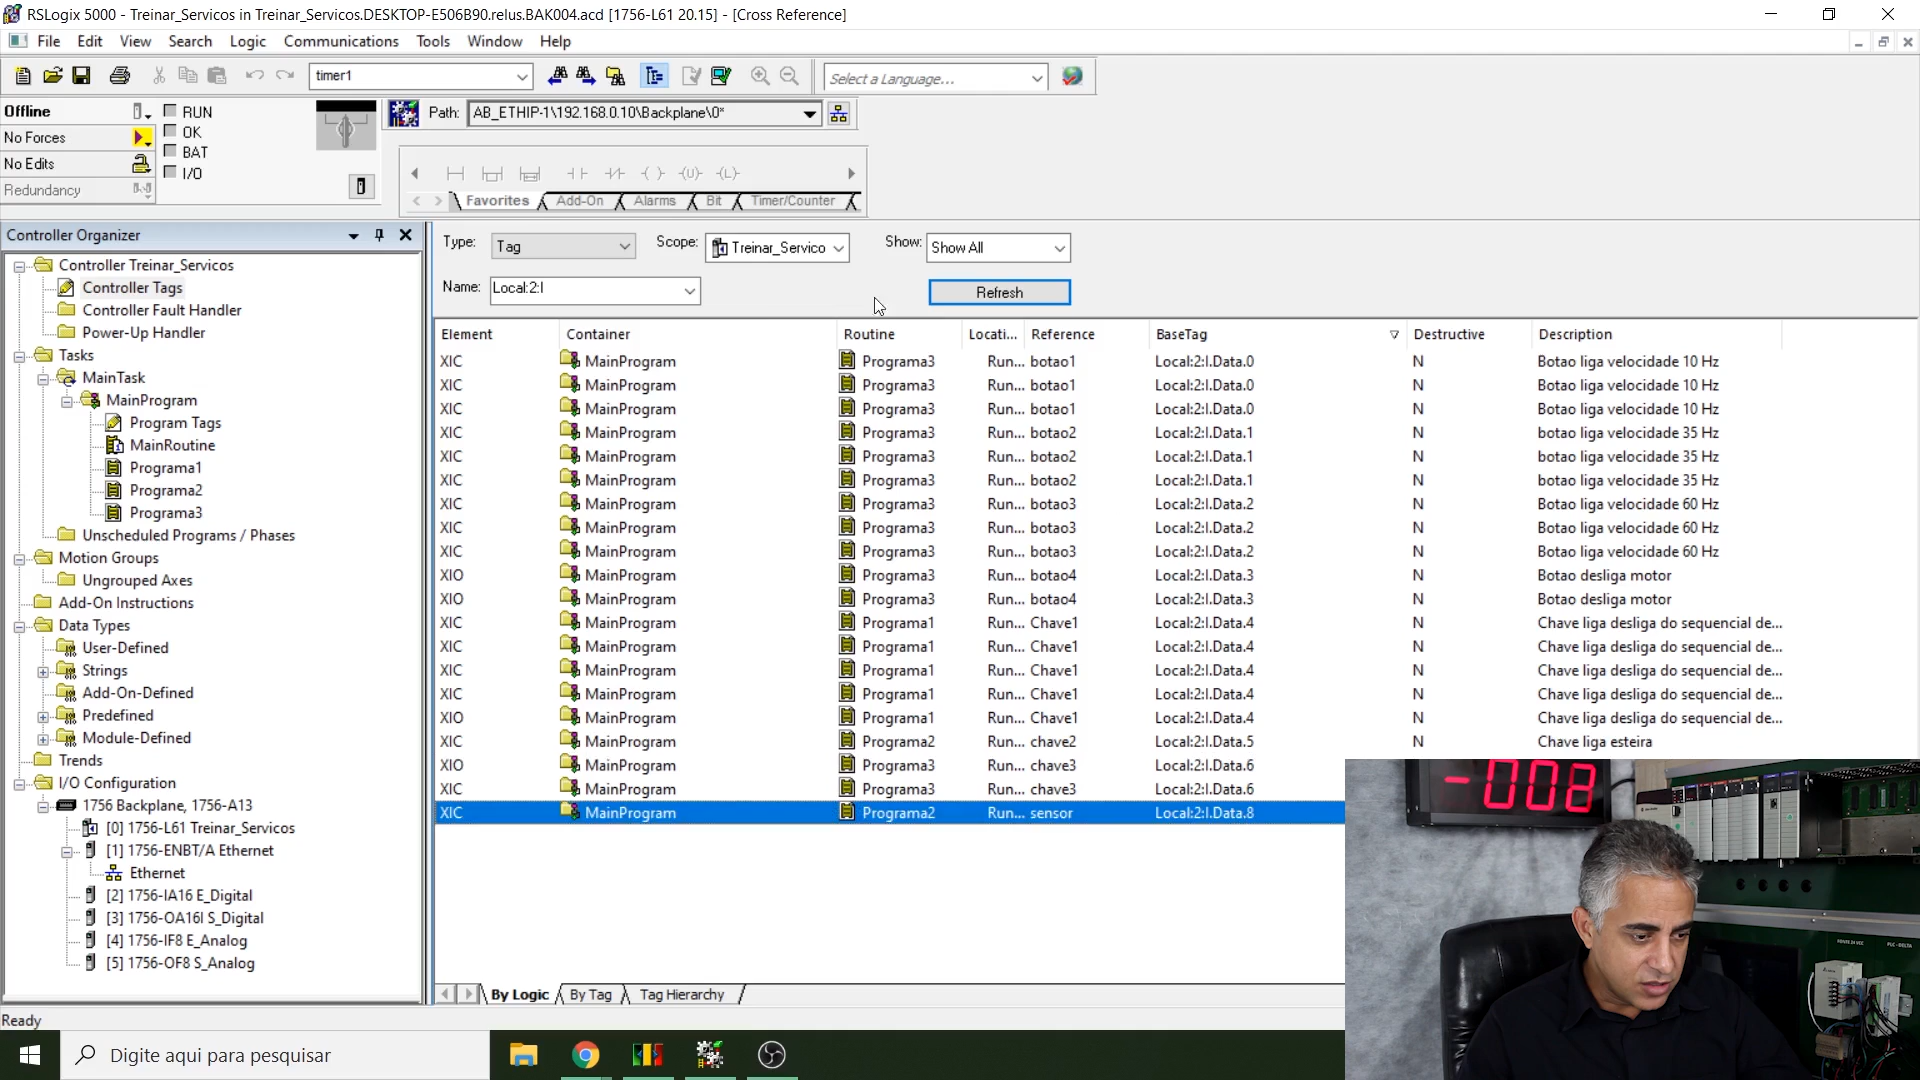 RSLogix 5000 - Treinar_Servicos in Treinar_Servicos.DESKTOP-E506B90.relus.BAK004.acd [1756-L61 20.15] - [Cross Reference]
File Edit View Search Logic Communications Tools Window Help
timer1
Select a Language...
Offline
RUN
No Forces
OK
No Edits
BAT
Redundancy
I/O
Path: AB_ETHIP-1\192.168.0.10\Backplane\0*
Favorites Add-On Alarms Bit Timer/Counter
Controller Organizer
Controller Treinar_Servicos
Controller Tags
Controller Fault Handler
Power-Up Handler
Tasks
MainTask
MainProgram
Program Tags
MainRoutine
Programa1
Programa2
Programa3
Unscheduled Programs / Phases
Motion Groups
Ungrouped Axes
Add-On Instructions
Data Types
User-Defined
Strings
Add-On-Defined
Predefined
Module-Defined
Trends
I/O Configuration
1756 Backplane, 1756-A13
[0] 1756-L61 Treinar_Servicos
[1] 1756-ENBT/A Ethernet
Ethernet
[2] 1756-IA16 E_Digital
[3] 1756-OA16I S_Digital
[4] 1756-IF8 E_Analog
[5] 1756-OF8 S_Analog
Type: Tag Scope: Treinar_Servico Show: Show All
Name: Local:2:I Refresh
Element Container Routine Locati... Reference BaseTag Destructive Description
XIC MainProgram Programa3 Run... botao1 Local:2:I.Data.0 N Botao liga velocidade 10 Hz
XIC MainProgram Programa3 Run... botao1 Local:2:I.Data.0 N Botao liga velocidade 10 Hz
XIC MainProgram Programa3 Run... botao1 Local:2:I.Data.0 N Botao liga velocidade 10 Hz
XIC MainProgram Programa3 Run... botao2 Local:2:I.Data.1 N botao liga velocidade 35 Hz
XIC MainProgram Programa3 Run... botao2 Local:2:I.Data.1 N botao liga velocidade 35 Hz
XIC MainProgram Programa3 Run... botao2 Local:2:I.Data.1 N botao liga velocidade 35 Hz
XIC MainProgram Programa3 Run... botao3 Local:2:I.Data.2 N Botao liga velocidade 60 Hz
XIC MainProgram Programa3 Run... botao3 Local:2:I.Data.2 N Botao liga velocidade 60 Hz
XIC MainProgram Programa3 Run... botao3 Local:2:I.Data.2 N Botao liga velocidade 60 Hz
XIO MainProgram Programa3 Run... botao4 Local:2:I.Data.3 N Botao desliga motor
XIO MainProgram Programa3 Run... botao4 Local:2:I.Data.3 N Botao desliga motor
XIC MainProgram Programa1 Run... Chave1 Local:2:I.Data.4 N Chave liga desliga do sequencial de...
XIC MainProgram Programa1 Run... Chave1 Local:2:I.Data.4 N Chave liga desliga do sequencial de...
XIC MainProgram Programa1 Run... Chave1 Local:2:I.Data.4 N Chave liga desliga do sequencial de...
XIC MainProgram Programa1 Run... Chave1 Local:2:I.Data.4 N Chave liga desliga do sequencial de...
XIO MainProgram Programa1 Run... Chave1 Local:2:I.Data.4 N Chave liga desliga do sequencial de...
XIC MainProgram Programa2 Run... chave2 Local:2:I.Data.5 N Chave liga esteira
XIO MainProgram Programa3 Run... chave3 Local:2:I.Data.6
XIC MainProgram Programa3 Run... chave3 Local:2:I.Data.6
XIC MainProgram Programa2 Run... sensor Local:2:I.Data.8
-008
By Logic By Tag Tag Hierarchy
Ready
Digite aqui para pesquisar